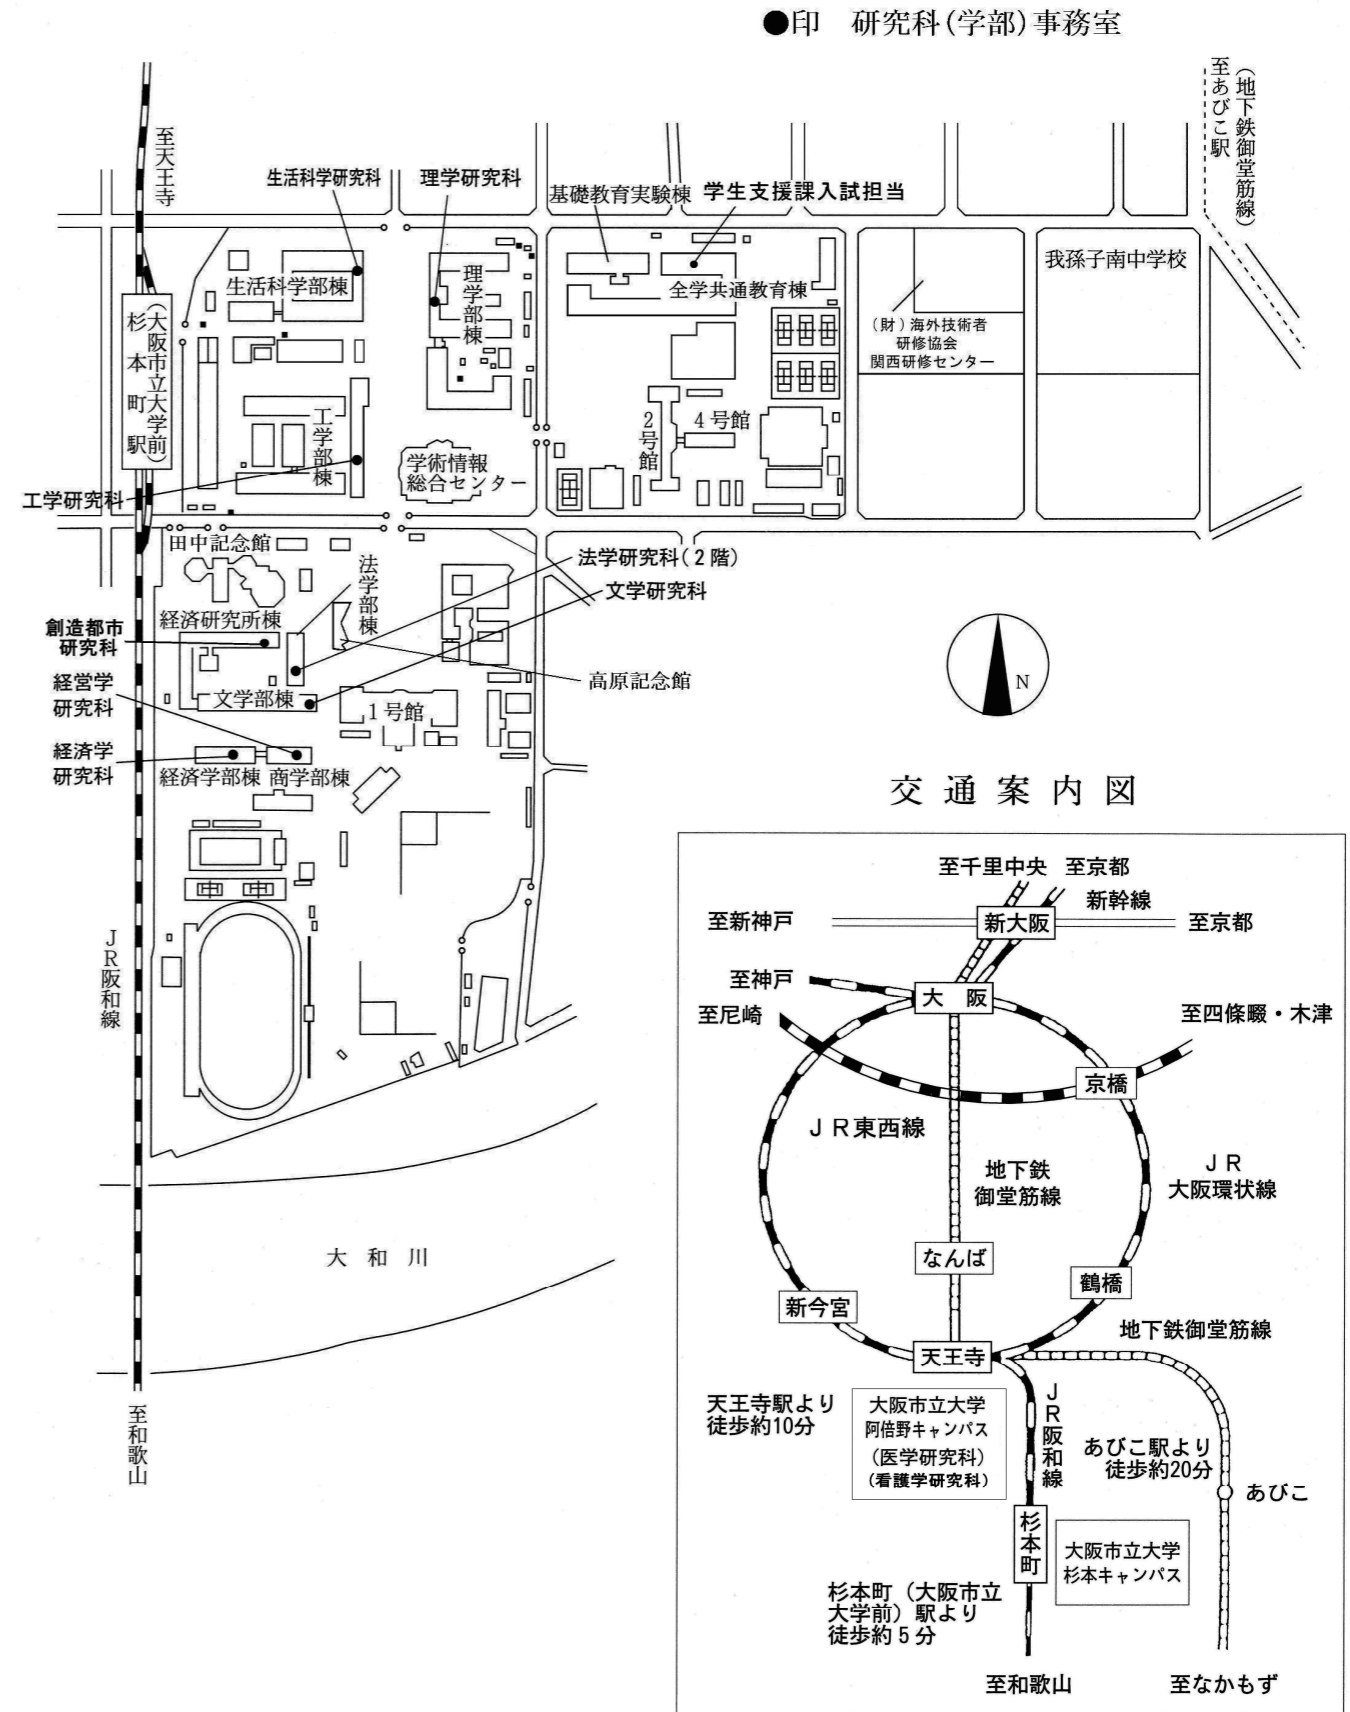 ●印 研究科(学部)事務室
(地下鉄御堂筋線)
至あびこ駅
至天王寺
生活科学研究科
理学研究科
基礎教育実験棟
学生支援課入試担当
生活科学部棟
理学部棟
全学共通教育棟
我孫子南中学校
(財)海外技術者
研修協会
関西研修センター
(大阪市立大学前)
杉本町駅
工学部棟
2号館
4号館
学術情報
総合センター
工学研究科
田中記念館
法学部棟
法学研究科(2階)
文学研究科
経済研究所棟
創造都市
研究科
高原記念館
経営学
研究科
文学部棟
1号館
経済学
研究科
経済学部棟
商学部棟
N
JR阪和線
大和川
至和歌山
交通案内図
至千里中央
至京都
新幹線
至新神戸
新大阪
至京都
至神戸
大阪
至尼崎
至四條畷・木津
京橋
JR東西線
地下鉄
御堂筋線
JR
大阪環状線
なんば
鶴橋
新今宮
地下鉄御堂筋線
天王寺
天王寺駅より
徒歩約10分
大阪市立大学
阿倍野キャンパス
(医学研究科)
(看護学研究科)
JR阪和線
あびこ駅より
徒歩約20分
あびこ
杉本町
大阪市立大学
杉本キャンパス
杉本町(大阪市立
大学前)駅より
徒歩約5分
至和歌山
至なかもず